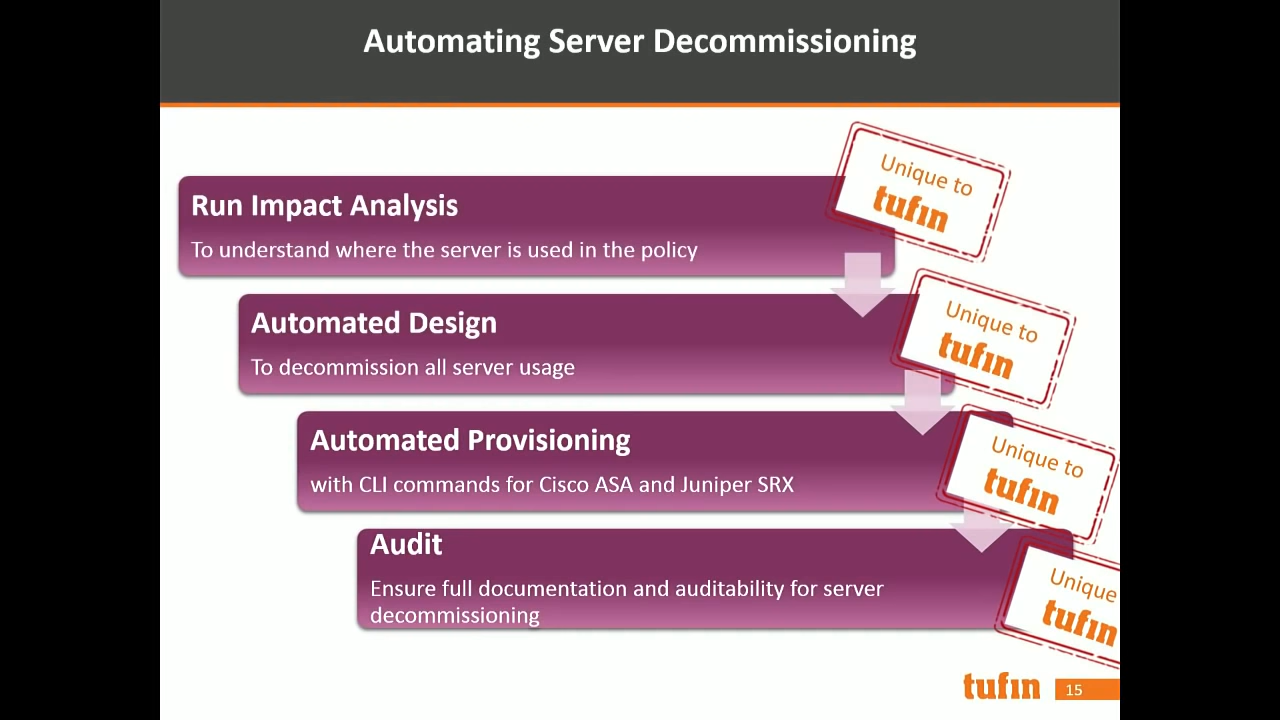 Automating Server Decommissioning
Unique to
tufin
Run Impact Analysis
To understand where the server is used in the policy
Unique to
tufin
Automated Design
To decommission all server usage
Unique to
tufin
Automated Provisioning
with CLI commands for Cisco ASA and Juniper SRX
Unique
tufin
Audit
Ensure full documentation and auditability for server
decommissioning
tufin
15